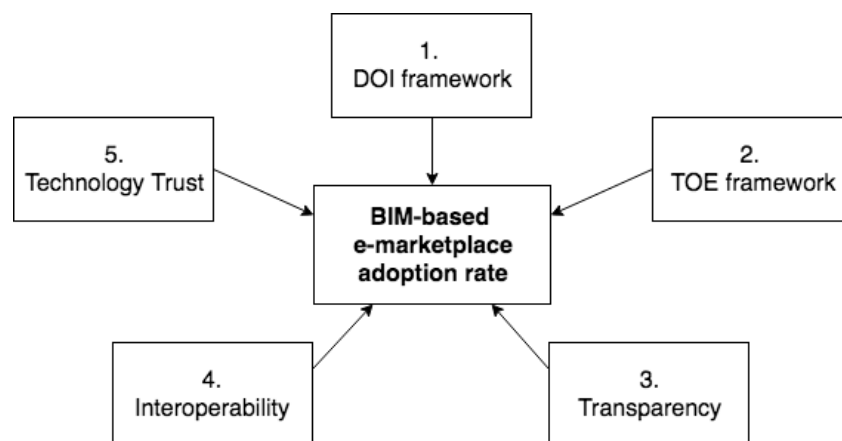 1.
DOI framework
5.
Technology Trust
2.
TOE framework
BIM-based
e-marketplace
adoption rate
4.
Interoperability
3.
Transparency